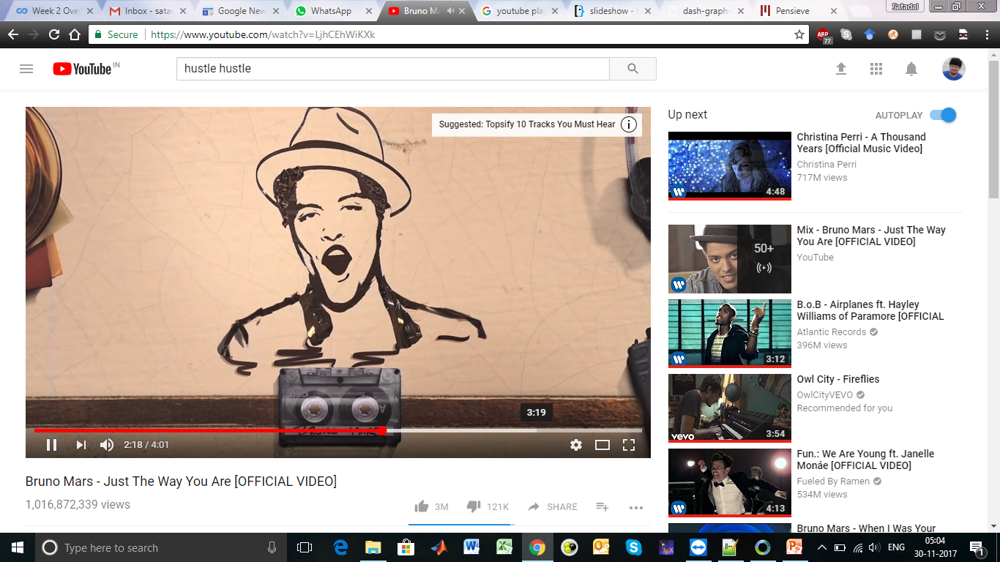 Week 2 Ove
Inbox - satad
Google New
WhatsApp
Bruno Ma
youtube play
slideshow -
dash-graph-
Pensieve
Satadal
Secure
https://www.youtube.com/watch?v=LjhCEhWiKXk
ABP
77
YouTube IN
hustle hustle
Suggested: Topsify 10 Tracks You Must Hear
3:19
2:18 / 4:01
Bruno Mars - Just The Way You Are [OFFICIAL VIDEO]
1,016,872,339 views
3M
121K
SHARE
Up next
AUTOPLAY
4:48
Christina Perri - A Thousand
Years [Official Music Video]
Christina Perri
717M views
50+
Mix - Bruno Mars - Just The Way
You Are [OFFICIAL VIDEO]
YouTube
3:12
B.o.B - Airplanes ft. Hayley
Williams of Paramore [OFFICIAL
Atlantic Records
396M views
vevo
3:54
Owl City - Fireflies
OwlCityVEVO
Recommended for you
4:13
Fun.: We Are Young ft. Janelle
Monáe [OFFICIAL VIDEO]
Fueled By Ramen
534M views
Bruno Mars - When I Was Your
Type here to search
ENG
05:04
30-11-2017
1